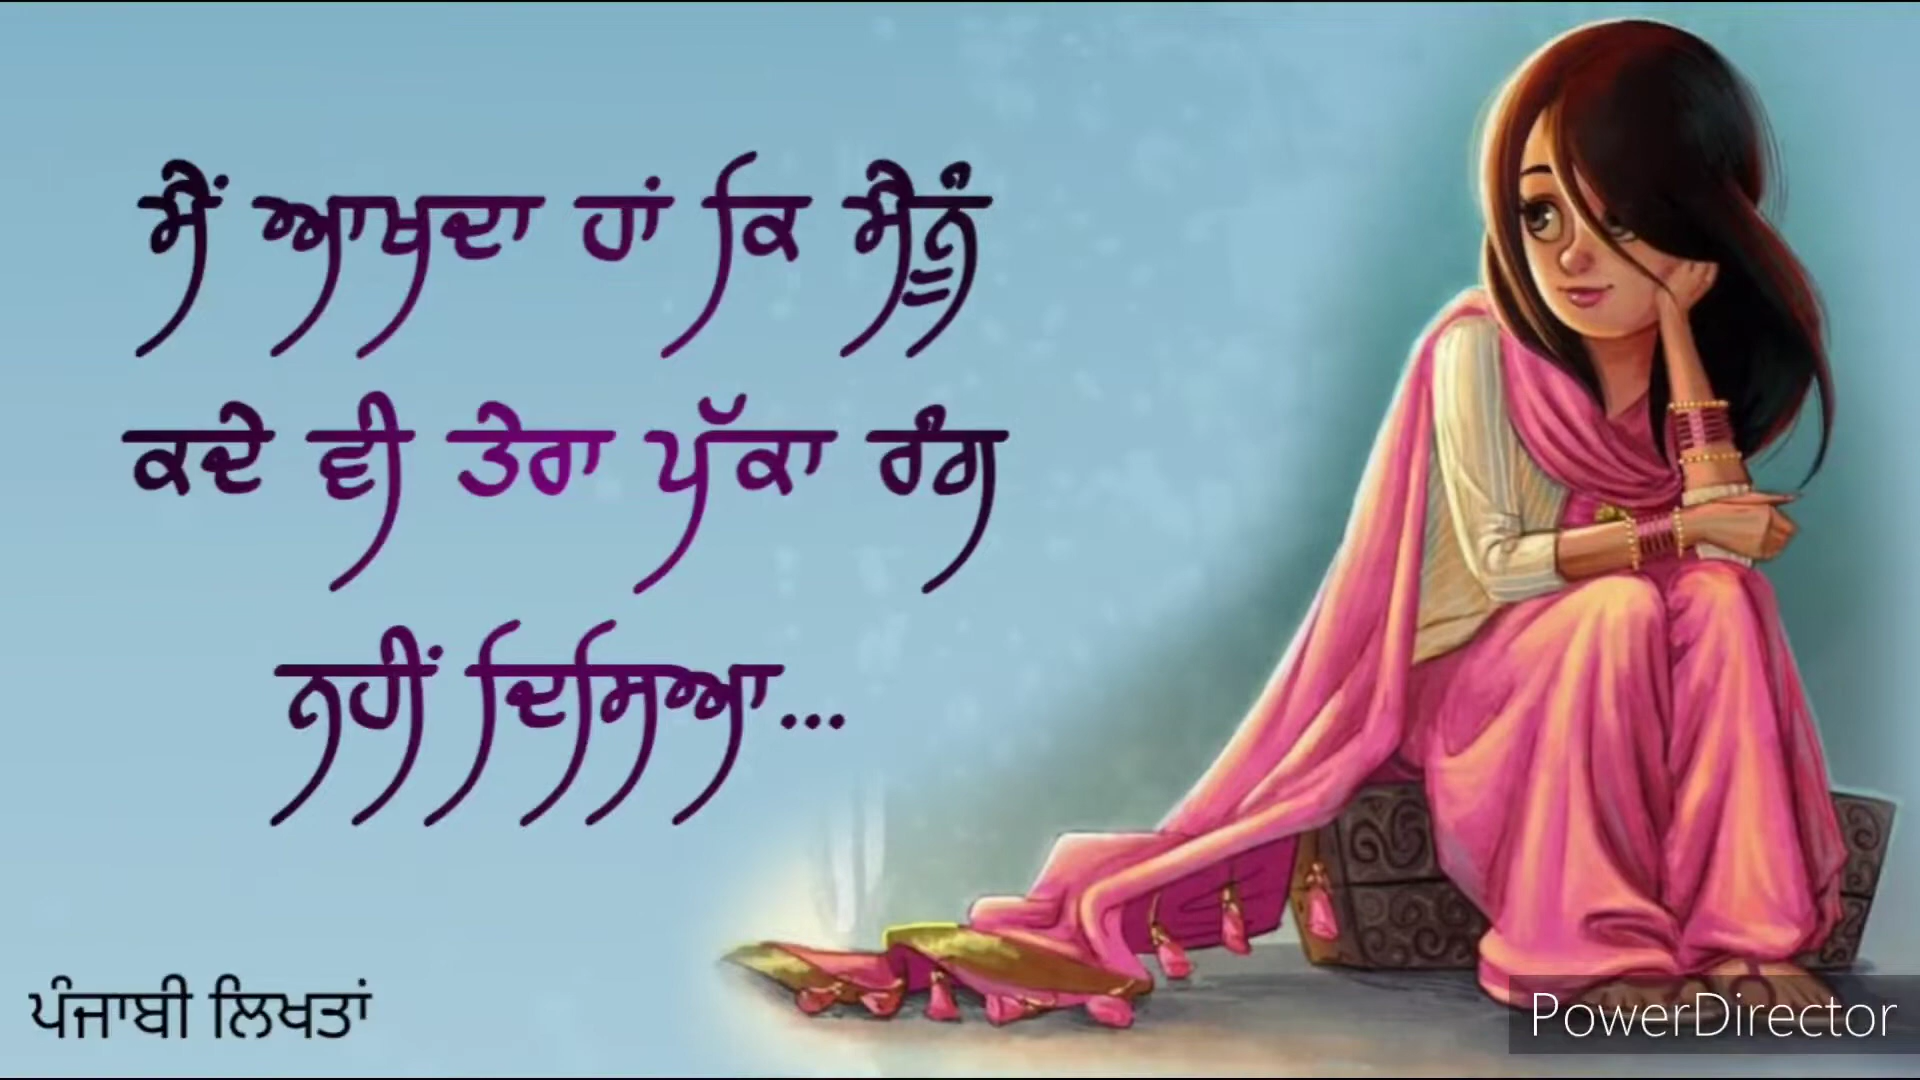 ਮੈਂ ਆਖਦਾ ਹਾਂ ਕਿ ਮੈਨੂੰ
ਕਦੇ ਵੀ ਤੇਰਾ ਪੱਕਾ ਰੰਗ
ਨਹੀਂ ਦਿਸਿਆ...
ਪੰਜਾਬੀ ਲਿਖਤਾਂ
PowerDirector